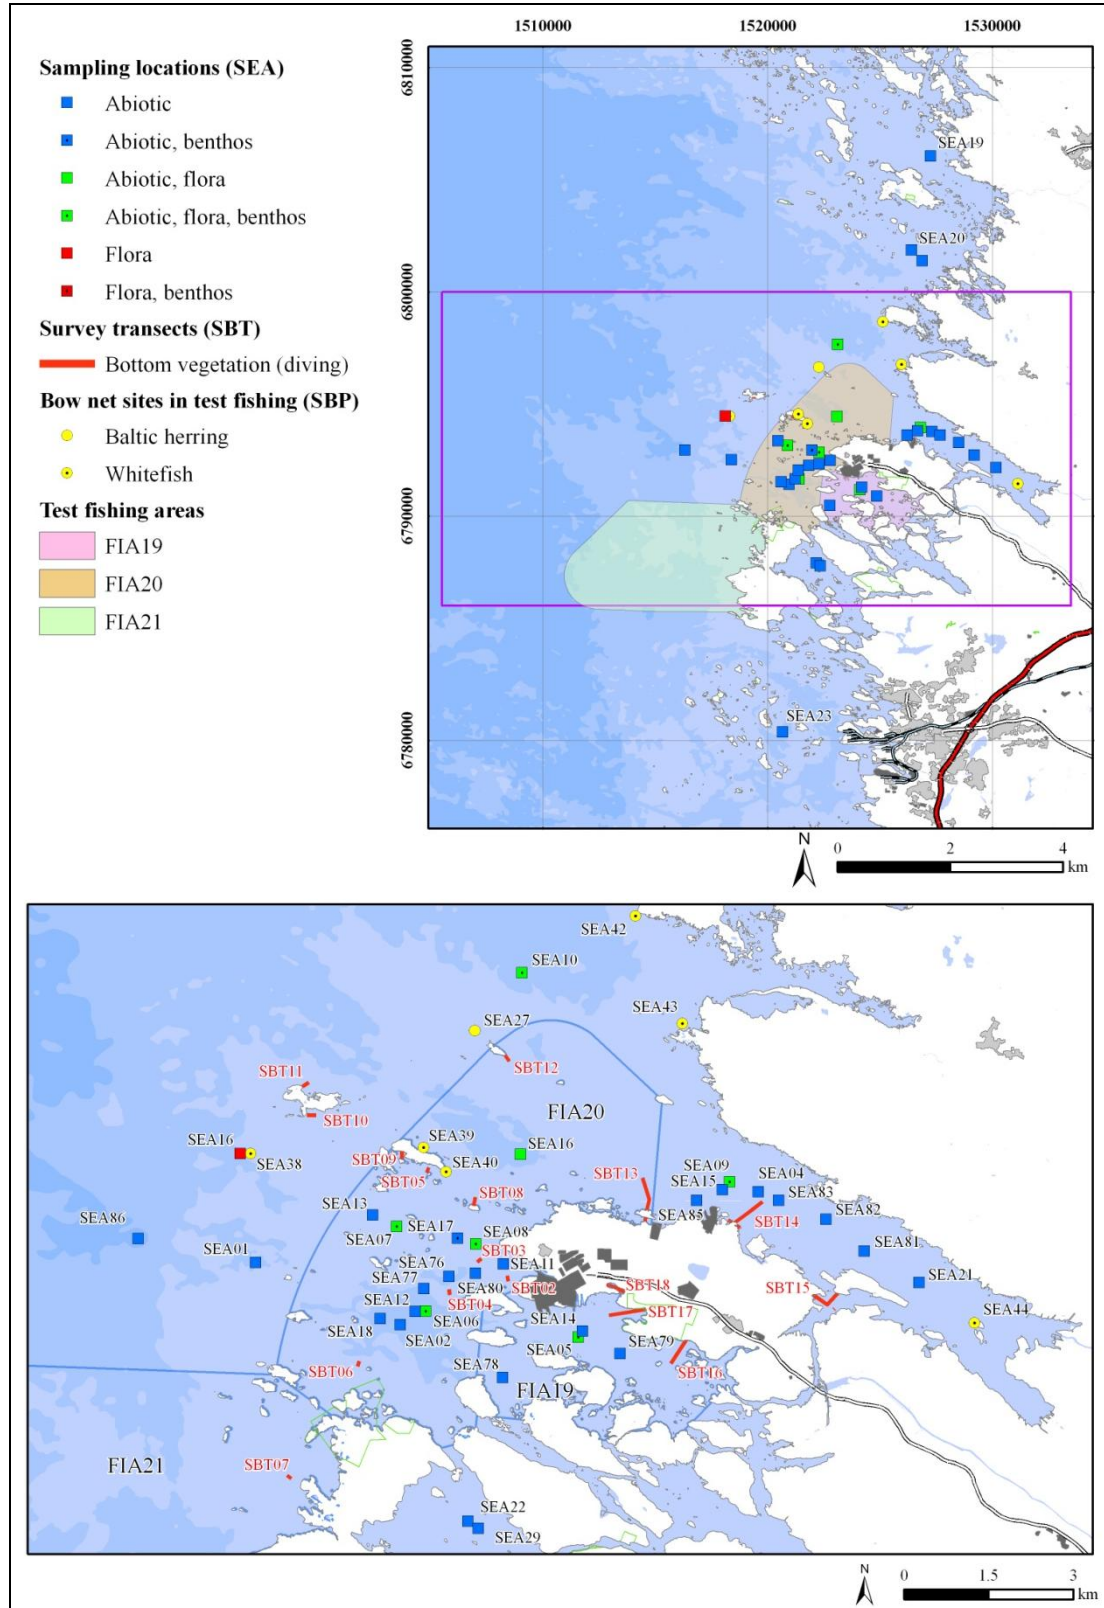 Sampling locations (SEA)
Abiotic
Abiotic, benthos
Abiotic, flora
Abiotic, flora, benthos
Flora
Flora, benthos
Survey transects (SBT)
Bottom vegetation (diving)
Bow net sites in test fishing (SBP)
Baltic herring
Whitefish
Test fishing areas
FIA19
FIA20
FIA21
1510000 1520000 1530000
6810000
6800000
6790000
6780000
SEA19
SEA20
SEA23
N
0 2 4
km
SEA42
SEA10
SEA43
SEA27
SBT12
SBT11
SBT10
FIA20
SEA16
SEA38
SEA39
SBT09
SEA40
SBT05
SEA16
SBT13
SEA09
SEA15
SEA04
SEA83
SBT08
SEA13
SEA07
SEA17
SEA08
SEA85
SBT14
SEA82
SEA86
SEA01
SBT03
SEA76
SEA11
SEA77
SEA80
SBT02
SBT04
SEA81
SBT18
SBT15
SEA21
SEA12
SEA06
SBT17
SEA18
SEA02
SEA14
SEA05
SEA79
SEA44
SBT06
SEA78
SBT16
FIA19
FIA21
SBT07
SEA22
SEA29
N
0 1.5 3
km